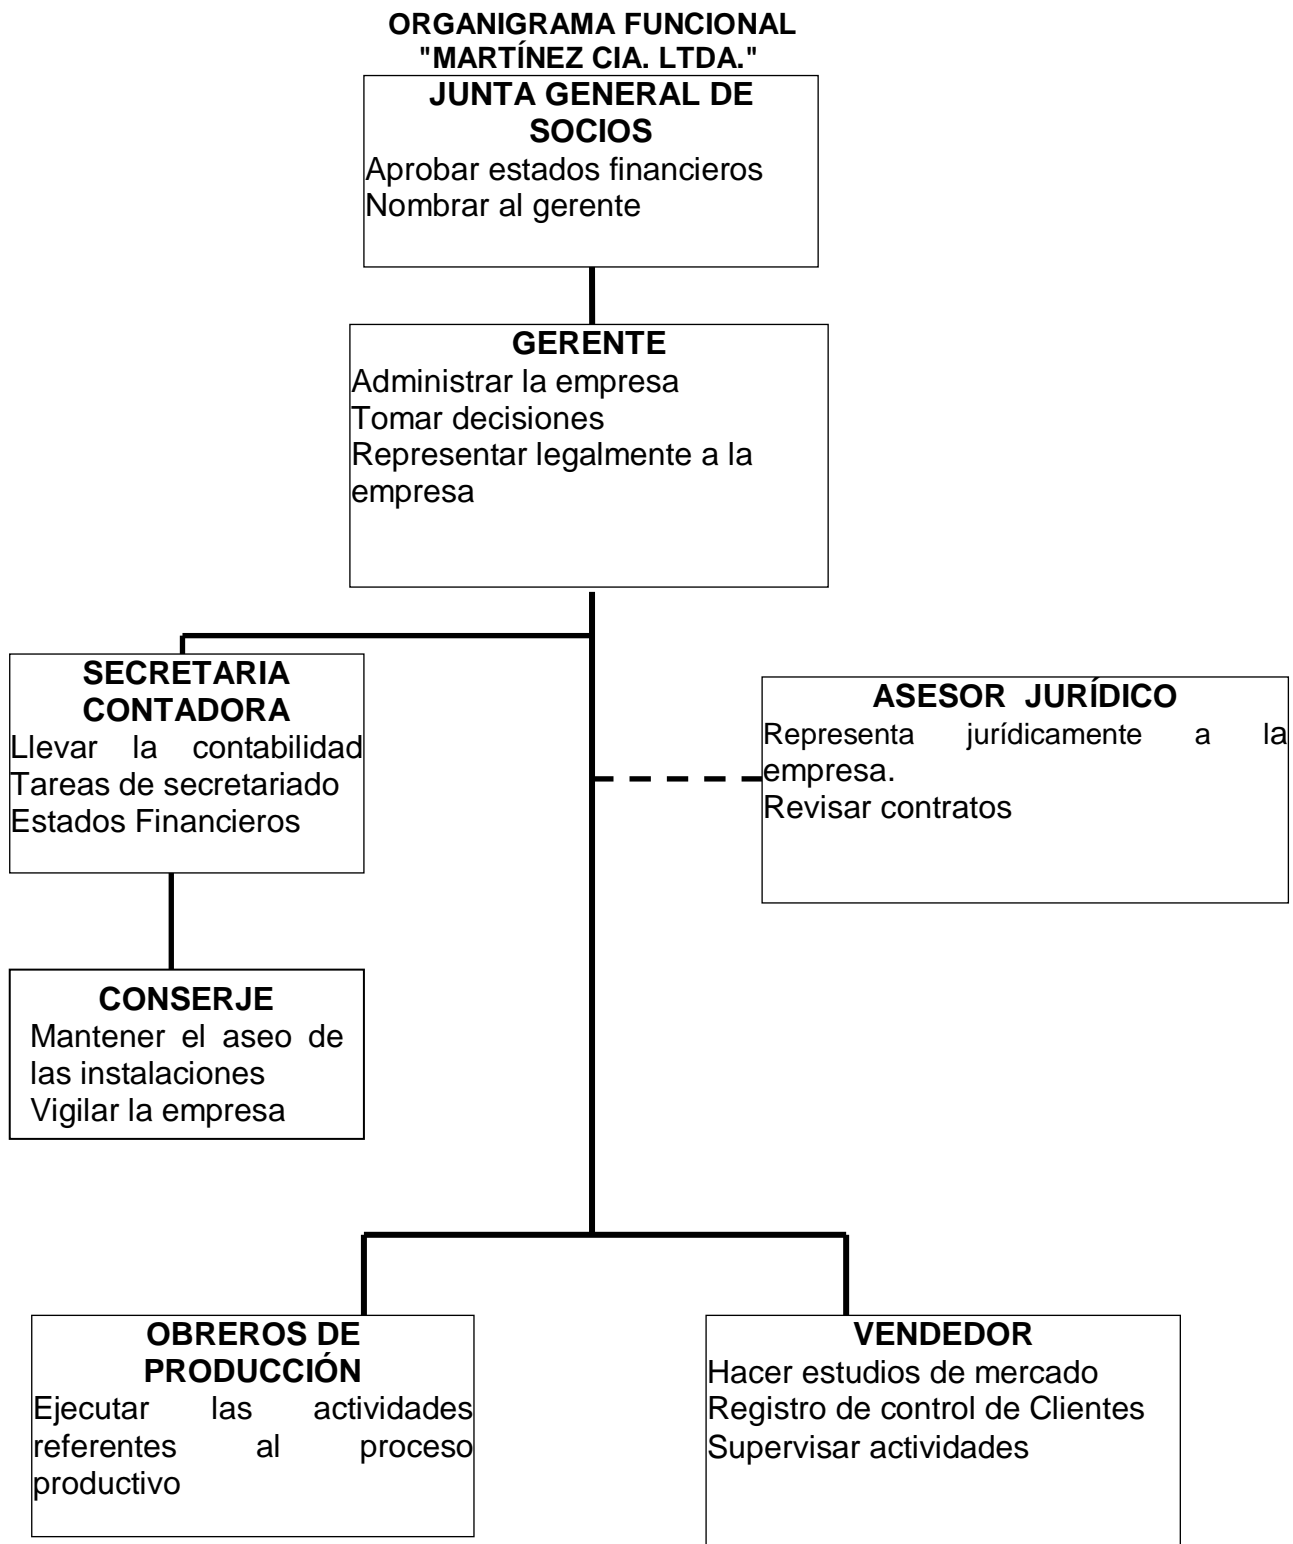 ORGANIGRAMA FUNCIONAL
"MARTÍNEZ CIA. LTDA."
JUNTA GENERAL DE
SOCIOS
Aprobar estados financieros
Nombrar al gerente
GERENTE
Administrar la empresa
Tomar decisiones
Representar legalmente a la
empresa
SECRETARIA
CONTADORA
Llevar la contabilidad
Tareas de secretariado
Estados Financieros
ASESOR JURÍDICO
Representa jurídicamente a la
empresa.
Revisar contratos
CONSERJE
Mantener el aseo de
las instalaciones
Vigilar la empresa
OBREROS DE
PRODUCCIÓN
Ejecutar las actividades
referentes al proceso
productivo
VENDEDOR
Hacer estudios de mercado
Registro de control de Clientes
Supervisar actividades